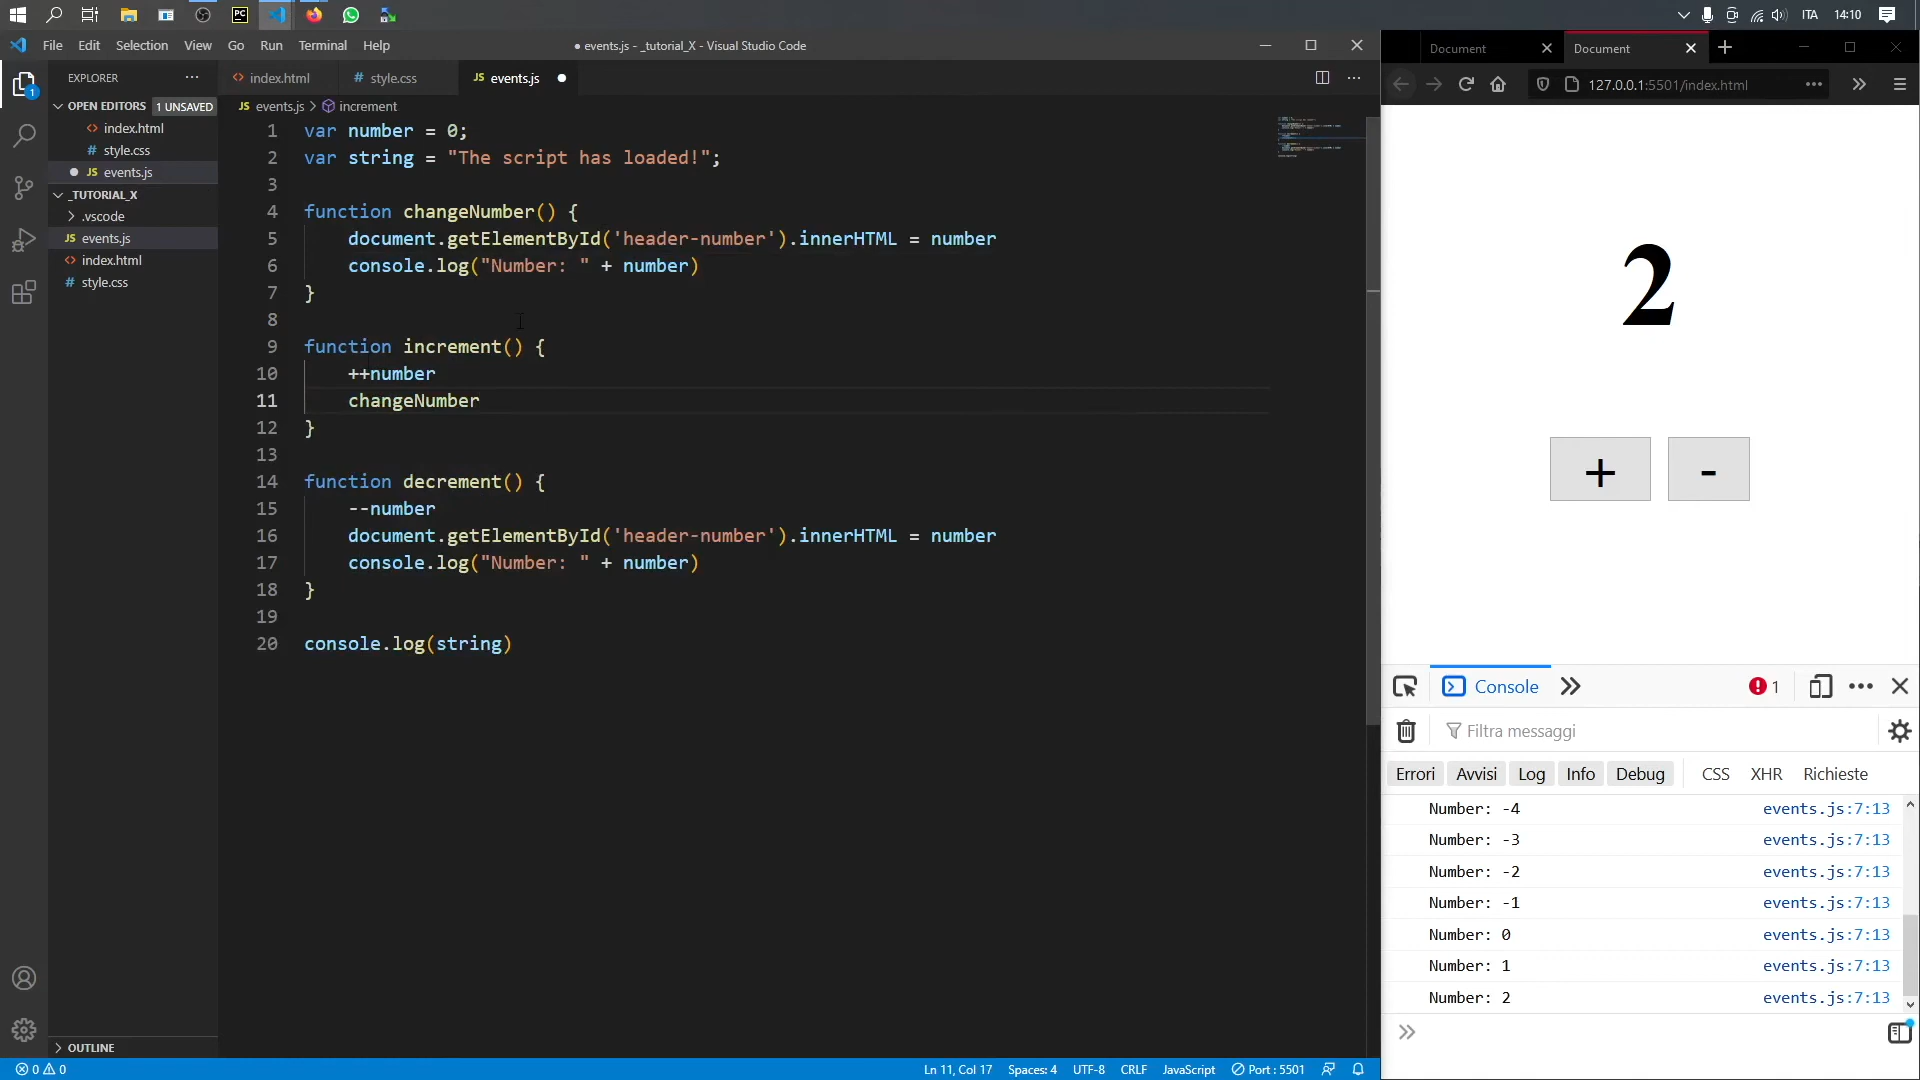 ITA
14:10
File Edit Selection View Go Run Terminal Help
● events.js - _tutorial_X - Visual Studio Code
EXPLORER
OPEN EDITORS 1 UNSAVED
index.html
style.css
JS events.js
_TUTORIAL_X
.vscode
JS events.js
index.html
style.css
OUTLINE
index.html
style.css
JS events.js
JS events.js > increment
1 var number = 0;
2 var string = "The script has loaded!";
3
4 function changeNumber() {
5 document.getElementById('header-number').innerHTML = number
6 console.log("Number: " + number)
7 }
8
9 function increment() {
10 ++number
11 changeNumber
12 }
13
14 function decrement() {
15 --number
16 document.getElementById('header-number').innerHTML = number
17 console.log("Number: " + number)
18 }
19
20 console.log(string)
0 0
Ln 11, Col 17 Spaces: 4 UTF-8 CRLF JavaScript Port : 5501
Document
Document
127.0.0.1:5501/index.html
2
+ -
Console
1
Filtra messaggi
Errori Avvisi Log Info Debug CSS XHR Richieste
Number: -4 events.js:7:13
Number: -3 events.js:7:13
Number: -2 events.js:7:13
Number: -1 events.js:7:13
Number: 0 events.js:7:13
Number: 1 events.js:7:13
Number: 2 events.js:7:13